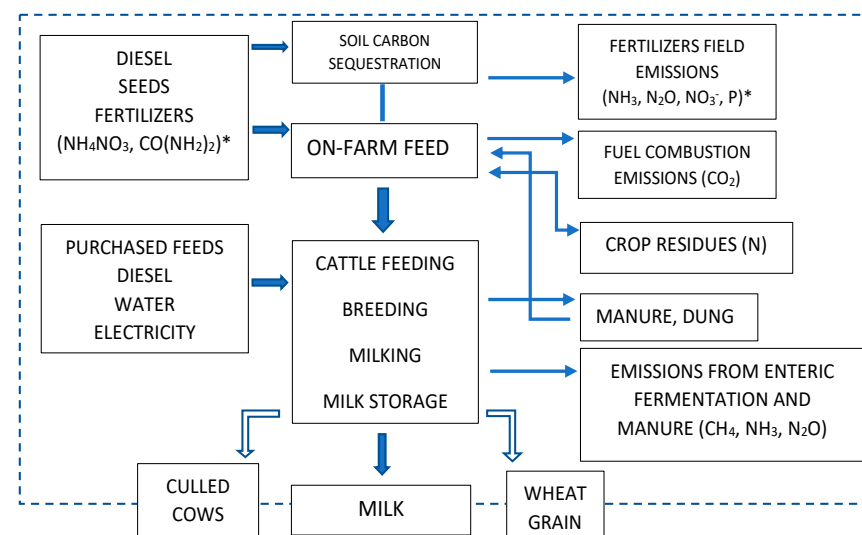 DIESEL
SEEDS
FERTILIZERS
(NH₄NO₃, CO(NH₂)₂)*
SOIL CARBON
SEQUESTRATION
FERTILIZERS FIELD
EMISSIONS
(NH₃, N₂O, NO₃⁻, P)*
ON-FARM FEED
FUEL COMBUSTION
EMISSIONS (CO₂)
CROP RESIDUES (N)
PURCHASED FEEDS
DIESEL
WATER
ELECTRICITY
CATTLE FEEDING
BREEDING
MILKING
MILK STORAGE
MANURE, DUNG
EMISSIONS FROM ENTERIC
FERMENTATION AND
MANURE (CH₄, NH₃, N₂O)
CULLED
COWS
MILK
WHEAT
GRAIN